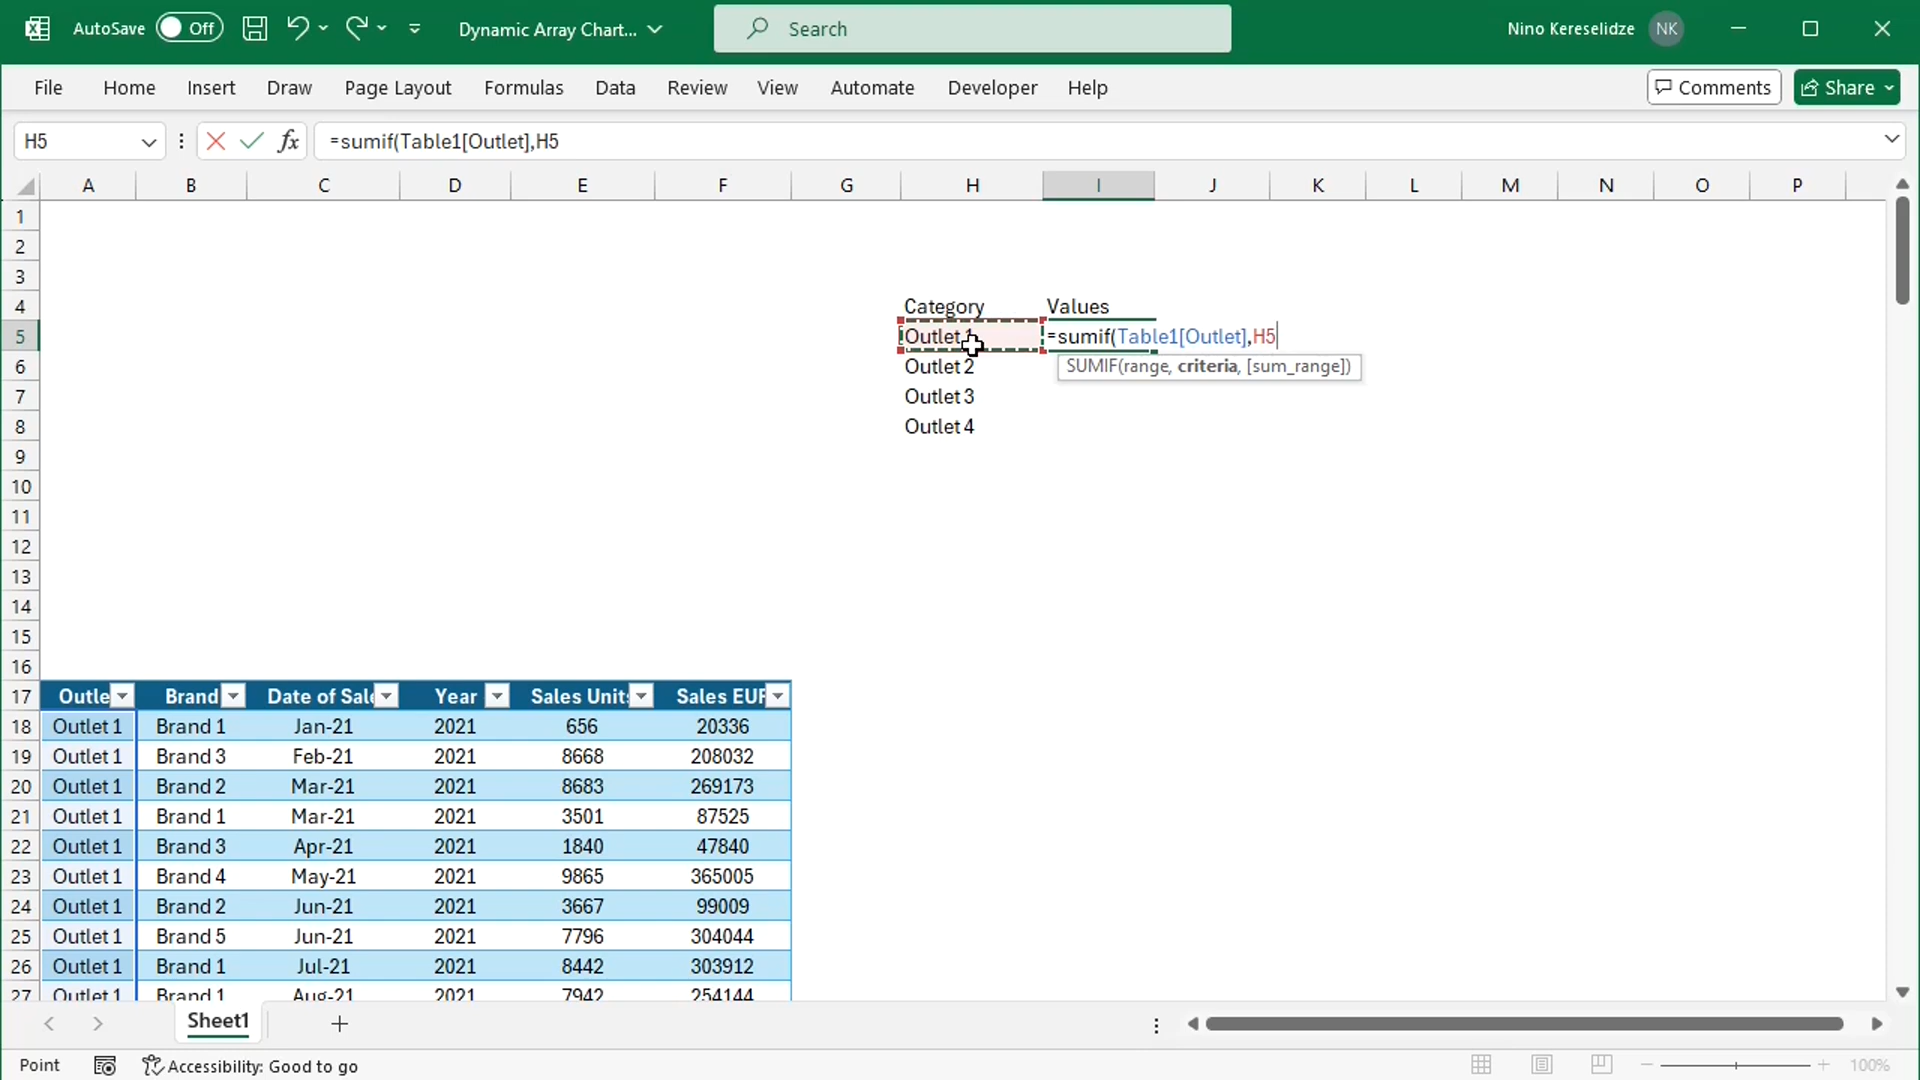 AutoSave Off Dynamic Array Chart... Search Nino Kereselidze NK
File Home Insert Draw Page Layout Formulas Data Review View Automate Developer Help Comments Share
H5 fx =sumif(Table1[Outlet],H5
A B C D E F G H I J K L M N O P
1
2
3
4 Category Values
5 Outlet 1 =sumif(Table1[Outlet],H5
6 Outlet 2 SUMIF(range, criteria, [sum_range])
7 Outlet 3
8 Outlet 4
9
10
11
12
13
14
15
16
17 Outle Brand Date of Sal Year Sales Unit Sales EUR
18 Outlet 1 Brand 1 Jan-21 2021 656 20336
19 Outlet 1 Brand 3 Feb-21 2021 8668 208032
20 Outlet 1 Brand 2 Mar-21 2021 8683 269173
21 Outlet 1 Brand 1 Mar-21 2021 3501 87525
22 Outlet 1 Brand 3 Apr-21 2021 1840 47840
23 Outlet 1 Brand 4 May-21 2021 9865 365005
24 Outlet 1 Brand 2 Jun-21 2021 3667 99009
25 Outlet 1 Brand 5 Jun-21 2021 7796 304044
26 Outlet 1 Brand 1 Jul-21 2021 8442 303912
27 Outlet 1 Brand 1 Aug-21 2021 7942 254144
Sheet1
Point Accessibility: Good to go 100%